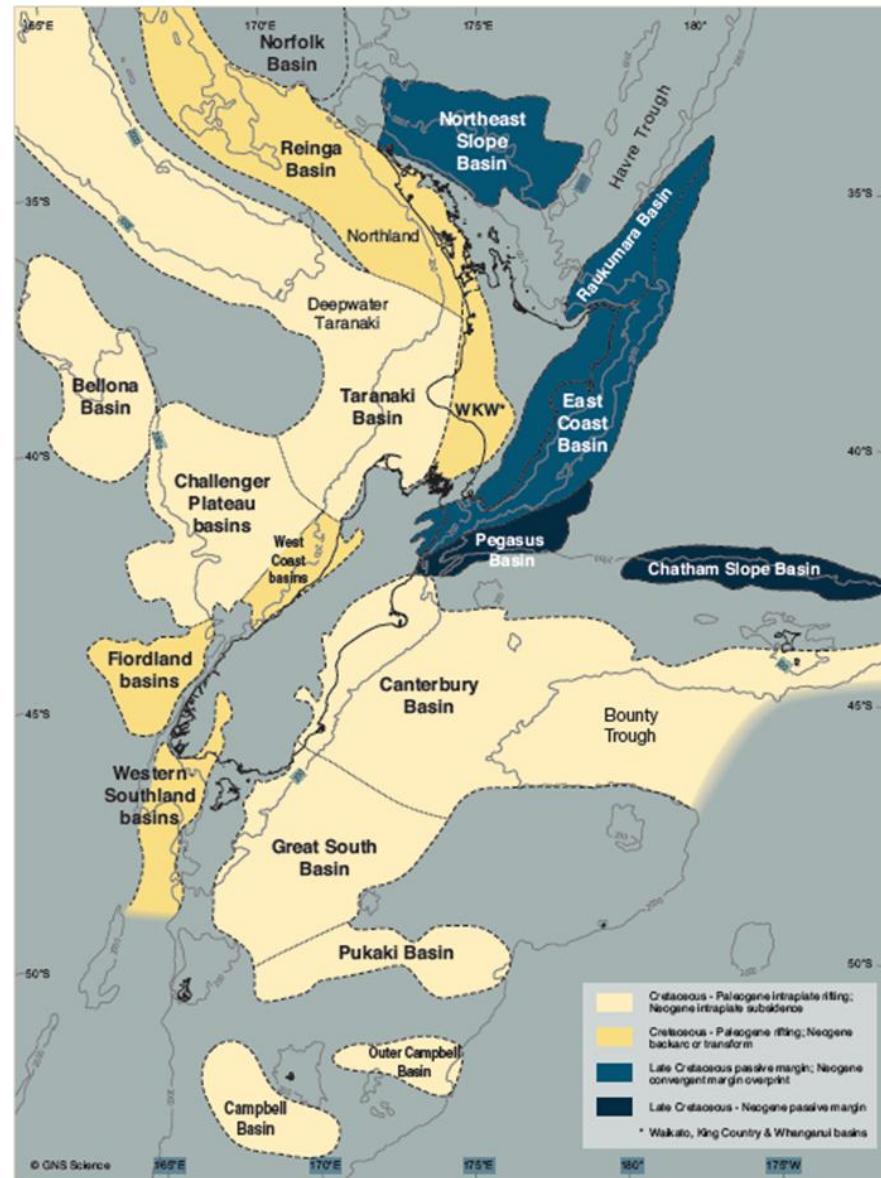 165°E
170°E
175°E
180°
Norfolk
Basin
Northeast
Slope
Basin
Reinga
Basin
Havre Trough
35°S
35°S
Raukumara Basin
Northland
Deepwater
Taranaki
Bellona
Basin
Taranaki
Basin
WKW*
East
Coast
Basin
40°S
40°S
Challenger
Plateau
basins
West
Coast
basins
Pegasus
Basin
Chatham Slope Basin
Fiordland
basins
Canterbury
Basin
45°S
45°S
Bounty
Trough
Western
Southland
basins
Great South
Basin
Pukaki Basin
50°S
50°S
Outer Campbell
Basin
Campbell
Basin
Cretaceous - Paleogene intraplate rifting;
Neogene intraplate subsidence
Cretaceous - Paleogene rifting; Neogene
backarc or transform
Late Cretaceous passive margin; Neogene
convergent margin overprint
Late Cretaceous - Neogene passive margin
* Waikato, King Country & Whanganui basins
© GNS Science
165°E
170°E
175°E
180°
175°W